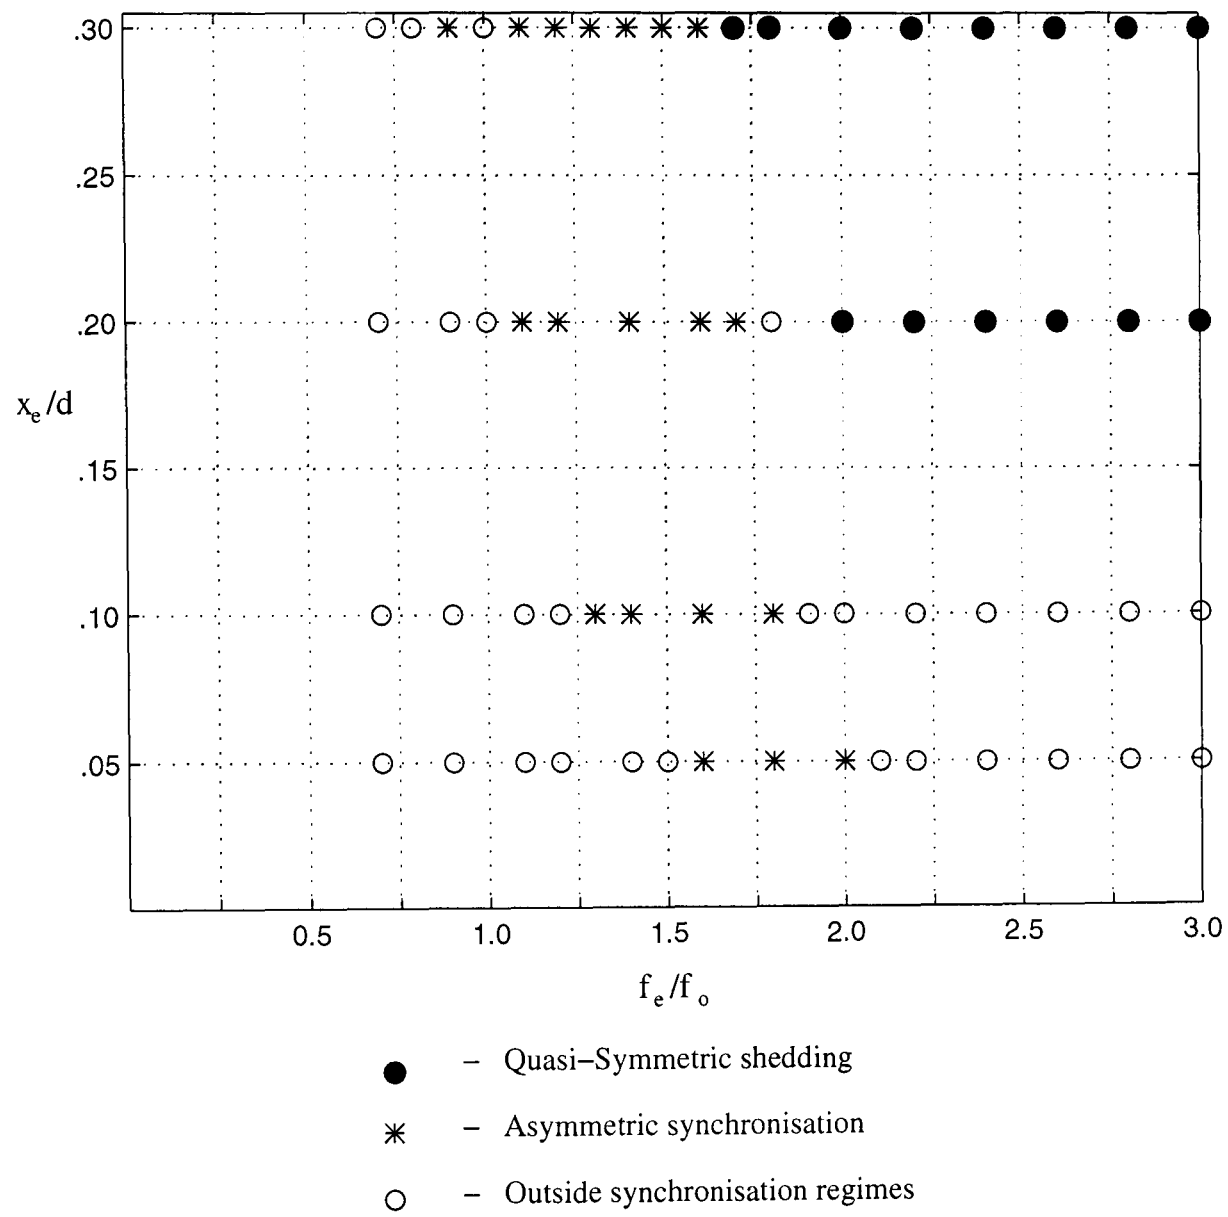 .30
.25
.20
x_e/d
.15
.10
.05
0.5 1.0 1.5 2.0 2.5 3.0
f_e/f_o
● – Quasi–Symmetric shedding
✳ – Asymmetric synchronisation
○ – Outside synchronisation regimes